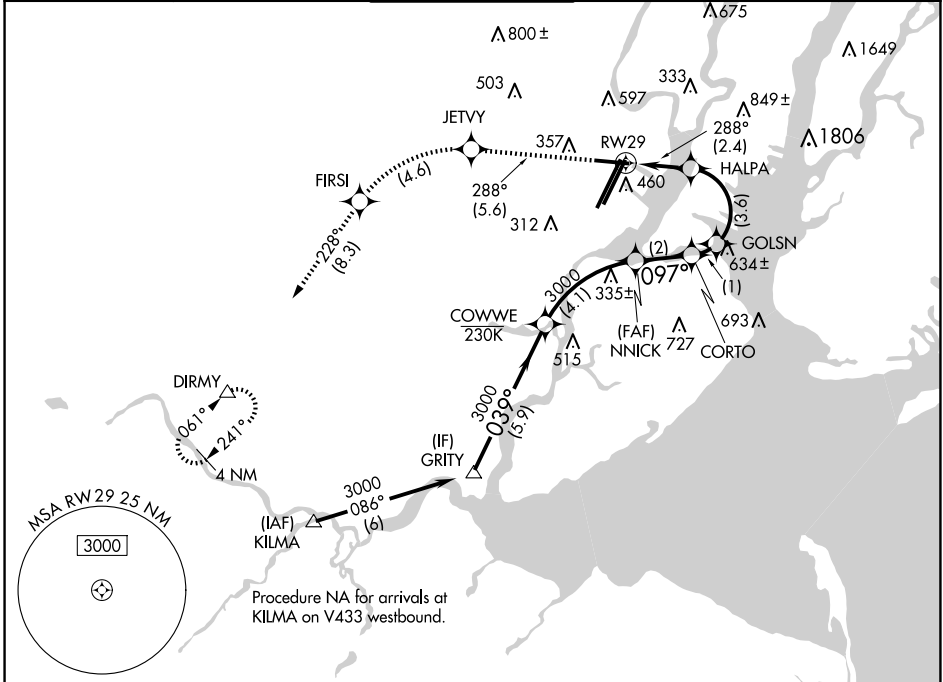 675
800 ±
1649
503
333
597
849±
JETVY
357
RW29
288°
(2.4)
1806
HALPA
FIRSI
(4.6)
288°
(5.6)
460
(3.6)
312
228°
(8.3)
(2)
GOLSN
634±
097°
(1)
3000
(4.1)
335±
COWWE
230K
(FAF)
NNICK
693
727
CORTO
515
DIRMY
061°
241°
3000
039°
(5.9)
(IF)
GRITY
4 NM
MSA RW 29 25 NM
3000
3000
086°
(6)
(IAF)
KILMA
Procedure NA for arrivals at
KILMA on V433 westbound.